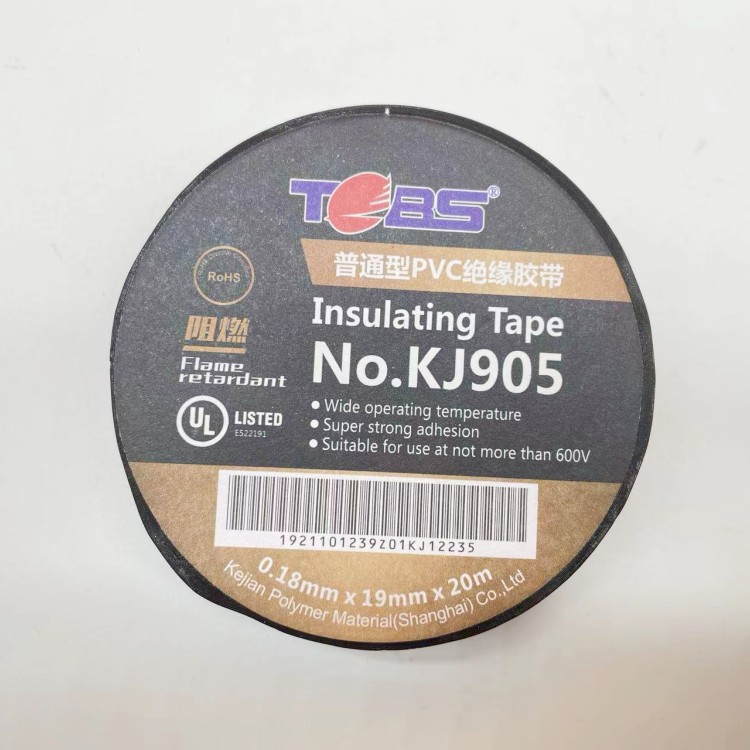 TOBS®
普通型PVC绝缘胶带
RoHS
阻燃
Flame
retardant
Insulating Tape
No.KJ905
UL LISTED
E522191
• Wide operating temperature
• Super strong adhesion
• Suitable for use at not more than 600V
1921101239Z01KJ12235
0.18mm x 19mm x 20m
Kejian Polymer Material(Shanghai) Co.,Ltd